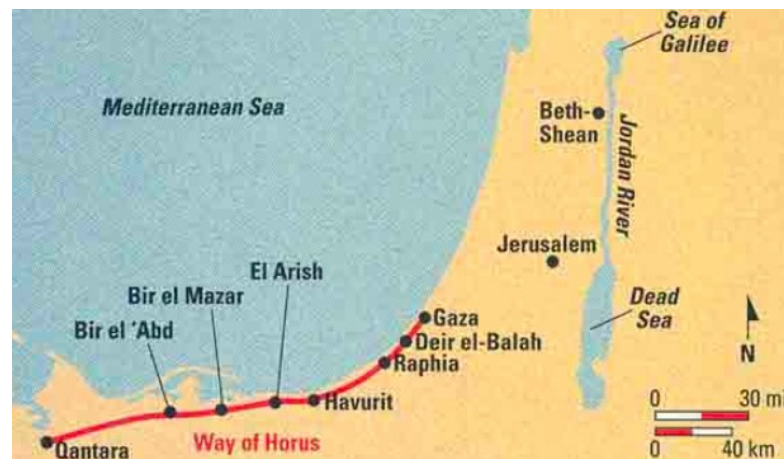 Sea of
Galilee
Mediterranean Sea
Beth-
Shean
Jordan River
Jerusalem
El Arish
Bir el Mazar
Bir el ‘Abd
Gaza
Deir el-Balah
Raphia
Havurit
Dead
Sea
N
Qantara
Way of Horus
0 30 mi
0 40 km